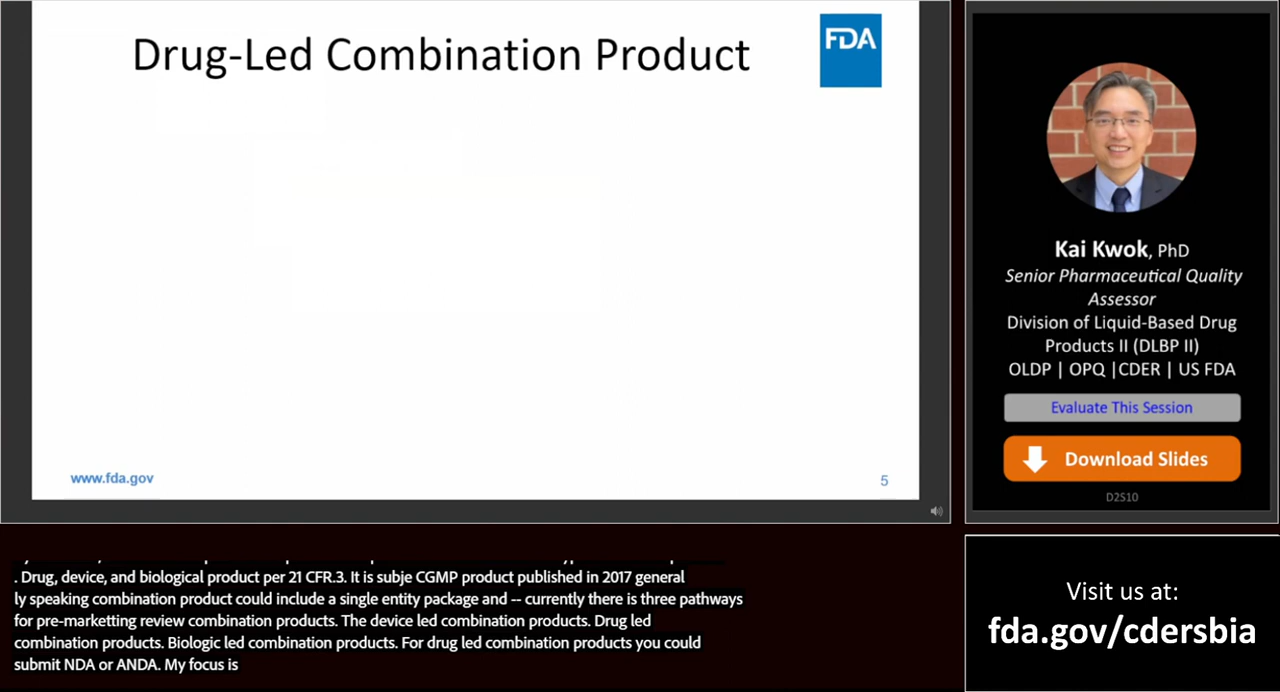 Drug-Led Combination Product
FDA
www.fda.gov
5
Kai Kwok, PhD
Senior Pharmaceutical Quality
Assessor
Division of Liquid-Based Drug
Products II (DLBP II)
OLDP | OPQ |CDER | US FDA
Evaluate This Session
Download Slides
D2S10
. Drug, device, and biological product per 21 CFR.3. It is subje CGMP product published in 2017 general
ly speaking combination product could include a single entity package and -- currently there is three pathways
for pre-marketting review combination products. The device led combination products. Drug led
combination products. Biologic led combination products. For drug led combination products you could
submit NDA or ANDA. My focus is
Visit us at:
fda.gov/cdersbia